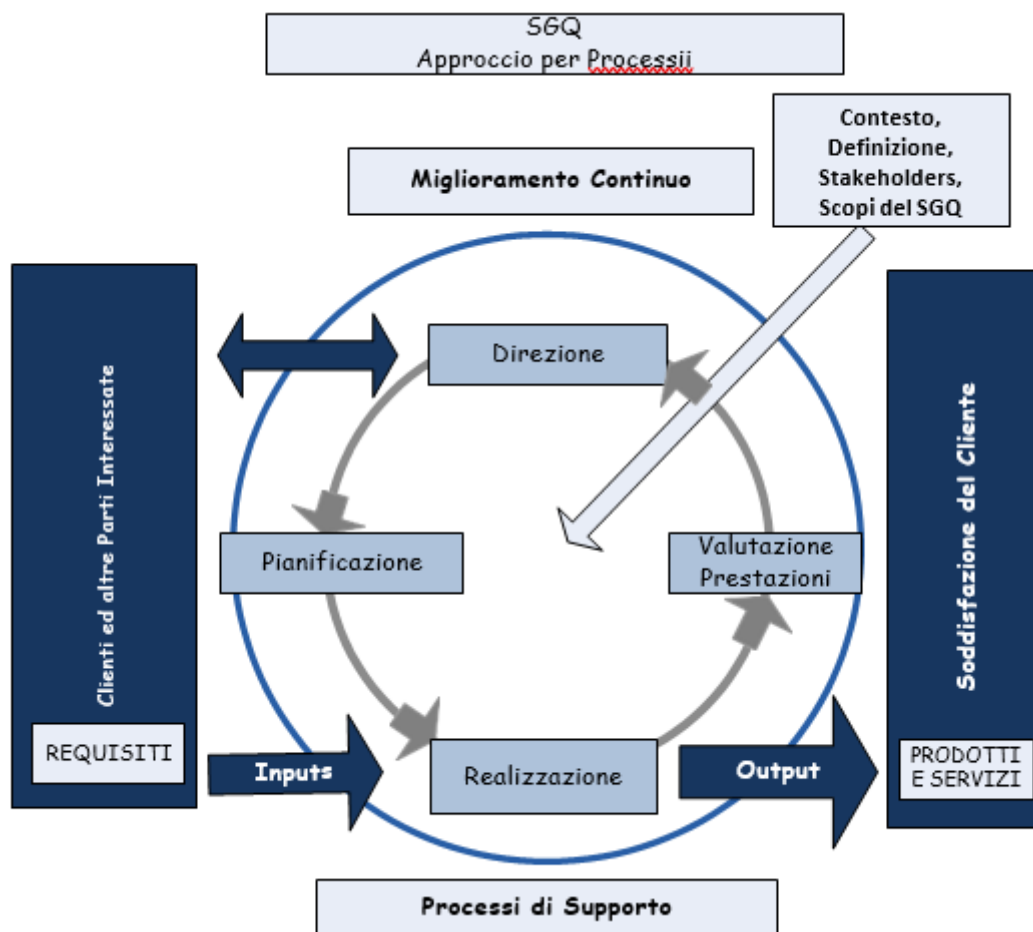 SGQ
Approccio per Processii
Contesto,
Definizione,
Stakeholders,
Scopi del SGQ
Miglioramento Continuo
Direzione
Clienti ed altre Parti Interessate
Pianificazione
Valutazione
Prestazioni
Soddisfazione del Cliente
REQUISITI
Inputs
Realizzazione
Output
PRODOTTI
E SERVIZI
Processi di Supporto